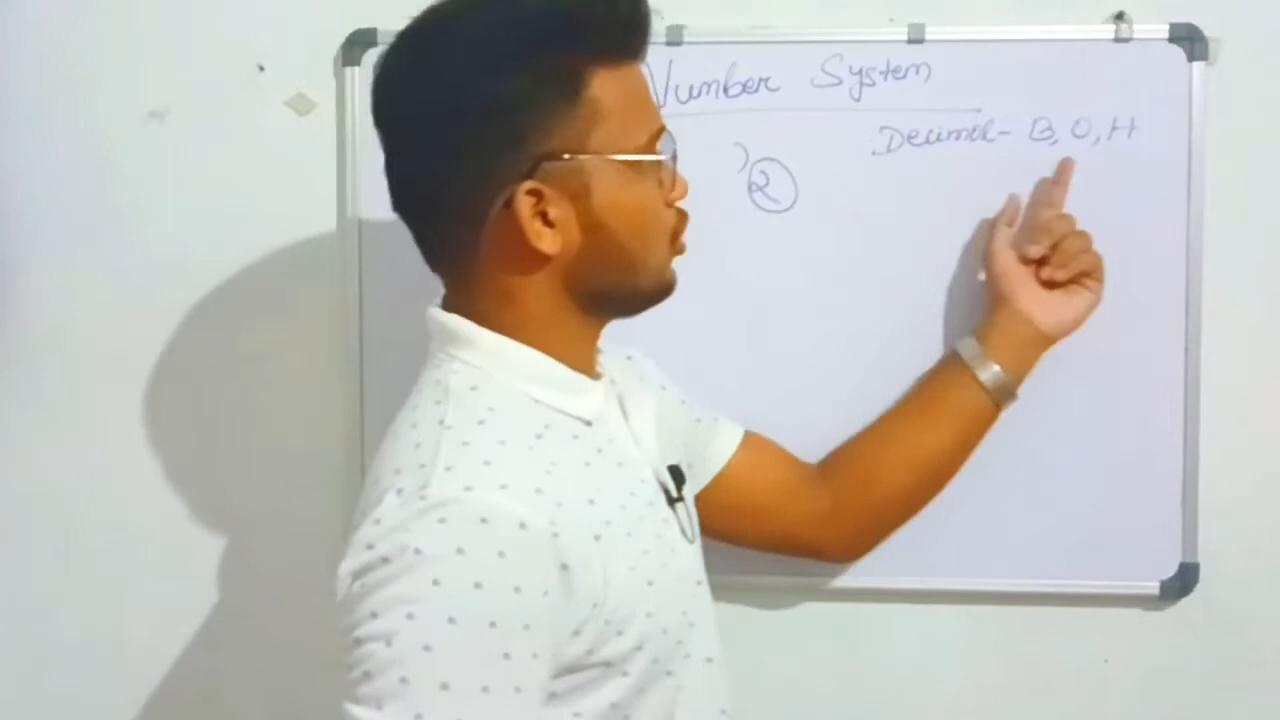 Number System
Decimal - B, O, H
2